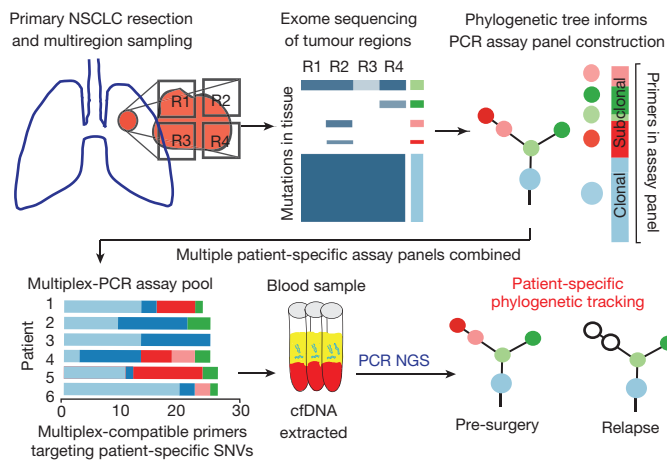 Primary NSCLC resection
and multiregion sampling
Exome sequencing
of tumour regions
Phylogenetic tree informs
PCR assay panel construction
R1 R2
R3 R4
R1 R2 R3 R4
Mutations in tissue
Subclonal
Clonal
Primers in assay panel
Multiple patient-specific assay panels combined
Multiplex-PCR assay pool
Patient
1
2
3
4
5
6
0 10 20 30
Multiplex-compatible primers
targeting patient-specific SNVs
Blood sample
cfDNA
extracted
PCR NGS
Patient-specific
phylogenetic tracking
Pre-surgery
Relapse